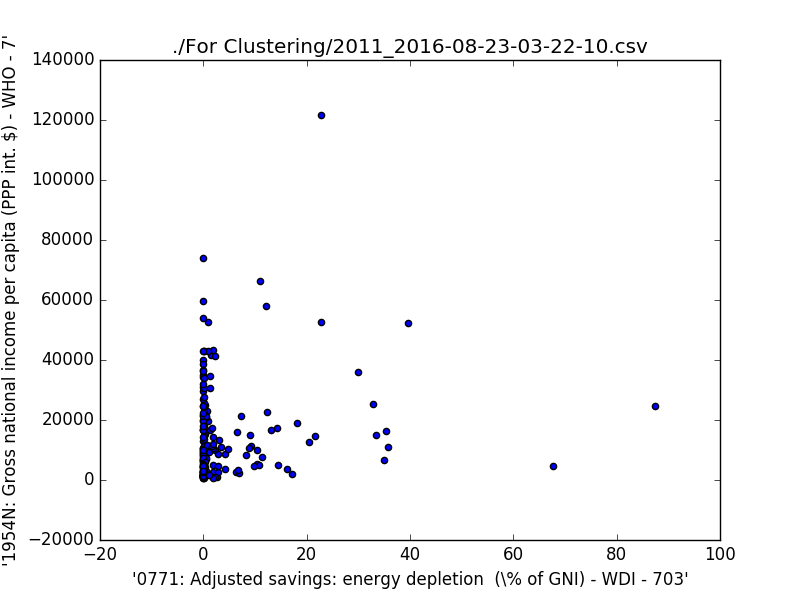 ./For Clustering/2011_2016-08-23-03-22-10.csv
'1954N: Gross national income per capita (PPP int. $) - WHO - 7'
140000
120000
100000
80000
60000
40000
20000
0
−20000
−20 0 20 40 60 80 100
'0771: Adjusted savings: energy depletion  (\% of GNI) - WDI - 703'